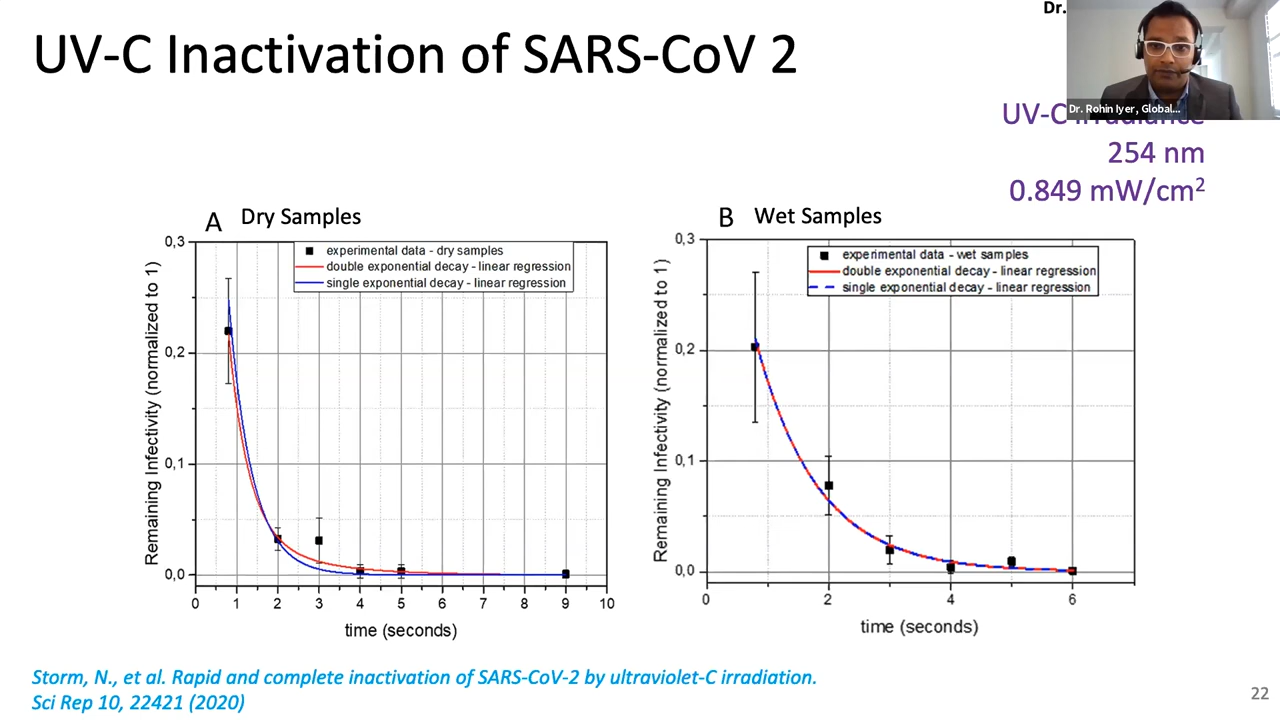 UV-C Inactivation of SARS-CoV 2
Dr.
Dr. Rohin Iyer, Global...
UV-C Irradiance
254 nm
0.849 mW/cm²
A Dry Samples
0,3
0,2
0,1
0,0
Remaining Infectivity (normalized to 1)
experimental data - dry samples
double exponential decay - linear regression
single exponential decay - linear regression
0 1 2 3 4 5 6 7 8 9 10
time (seconds)
B Wet Samples
0,3
0,2
0,1
0,0
Remaining Infectivity (normalized to 1)
experimental data - wet samples
double exponential decay - linear regression
single exponential decay - linear regression
0 2 4 6
time (seconds)
Storm, N., et al. Rapid and complete inactivation of SARS-CoV-2 by ultraviolet-C irradiation.
Sci Rep 10, 22421 (2020)
22